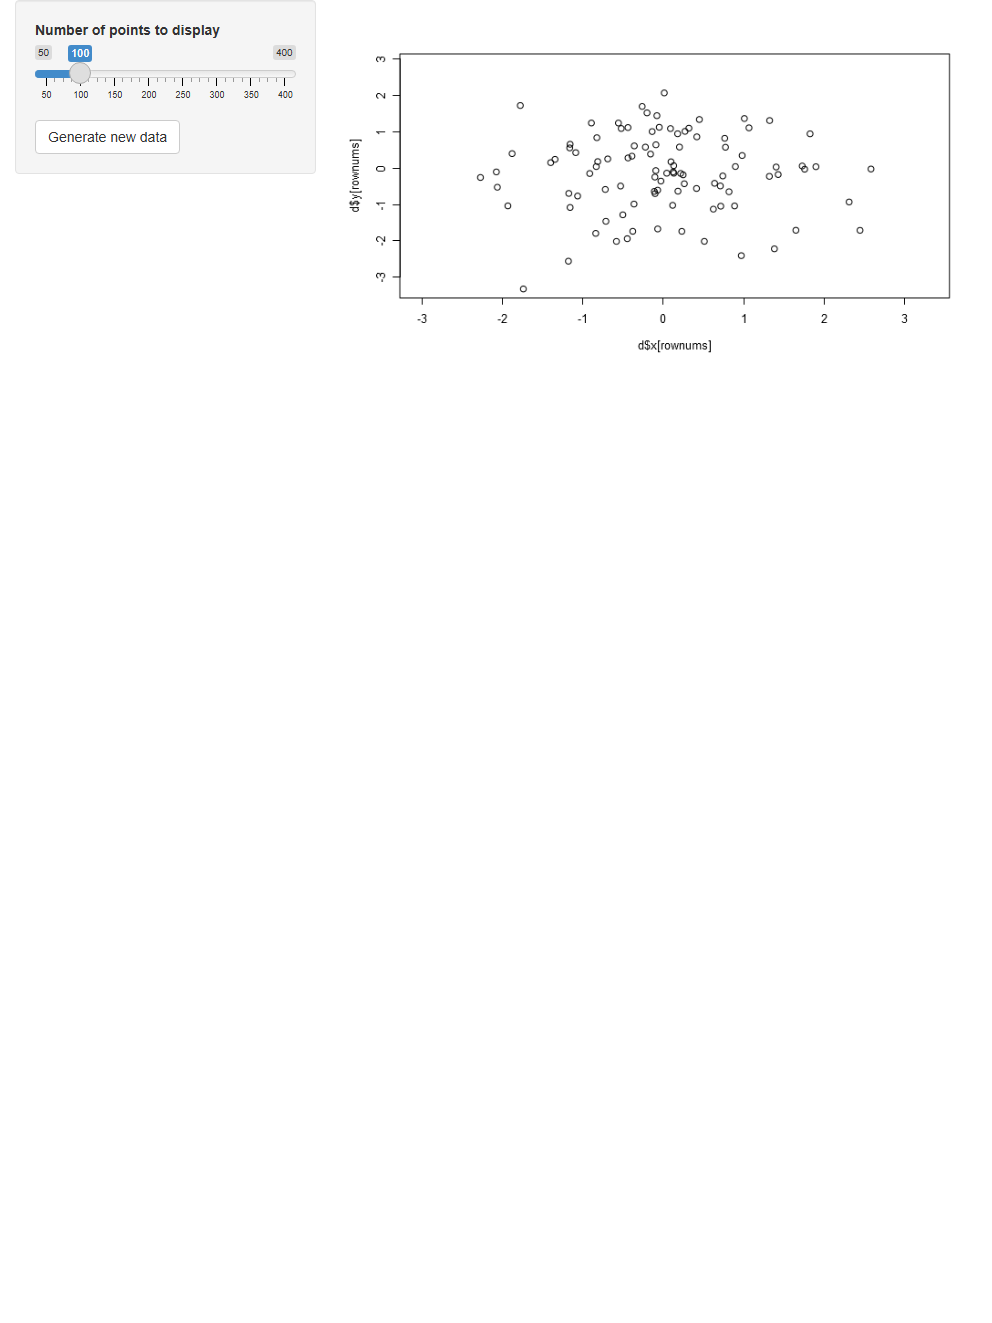 Number of points to display
50 100 400
50 100 150 200 250 300 350 400
Generate new data
3
2
1
0
-1
-2
-3
d$y[rownums]
-3 -2 -1 0 1 2 3
d$x[rownums]